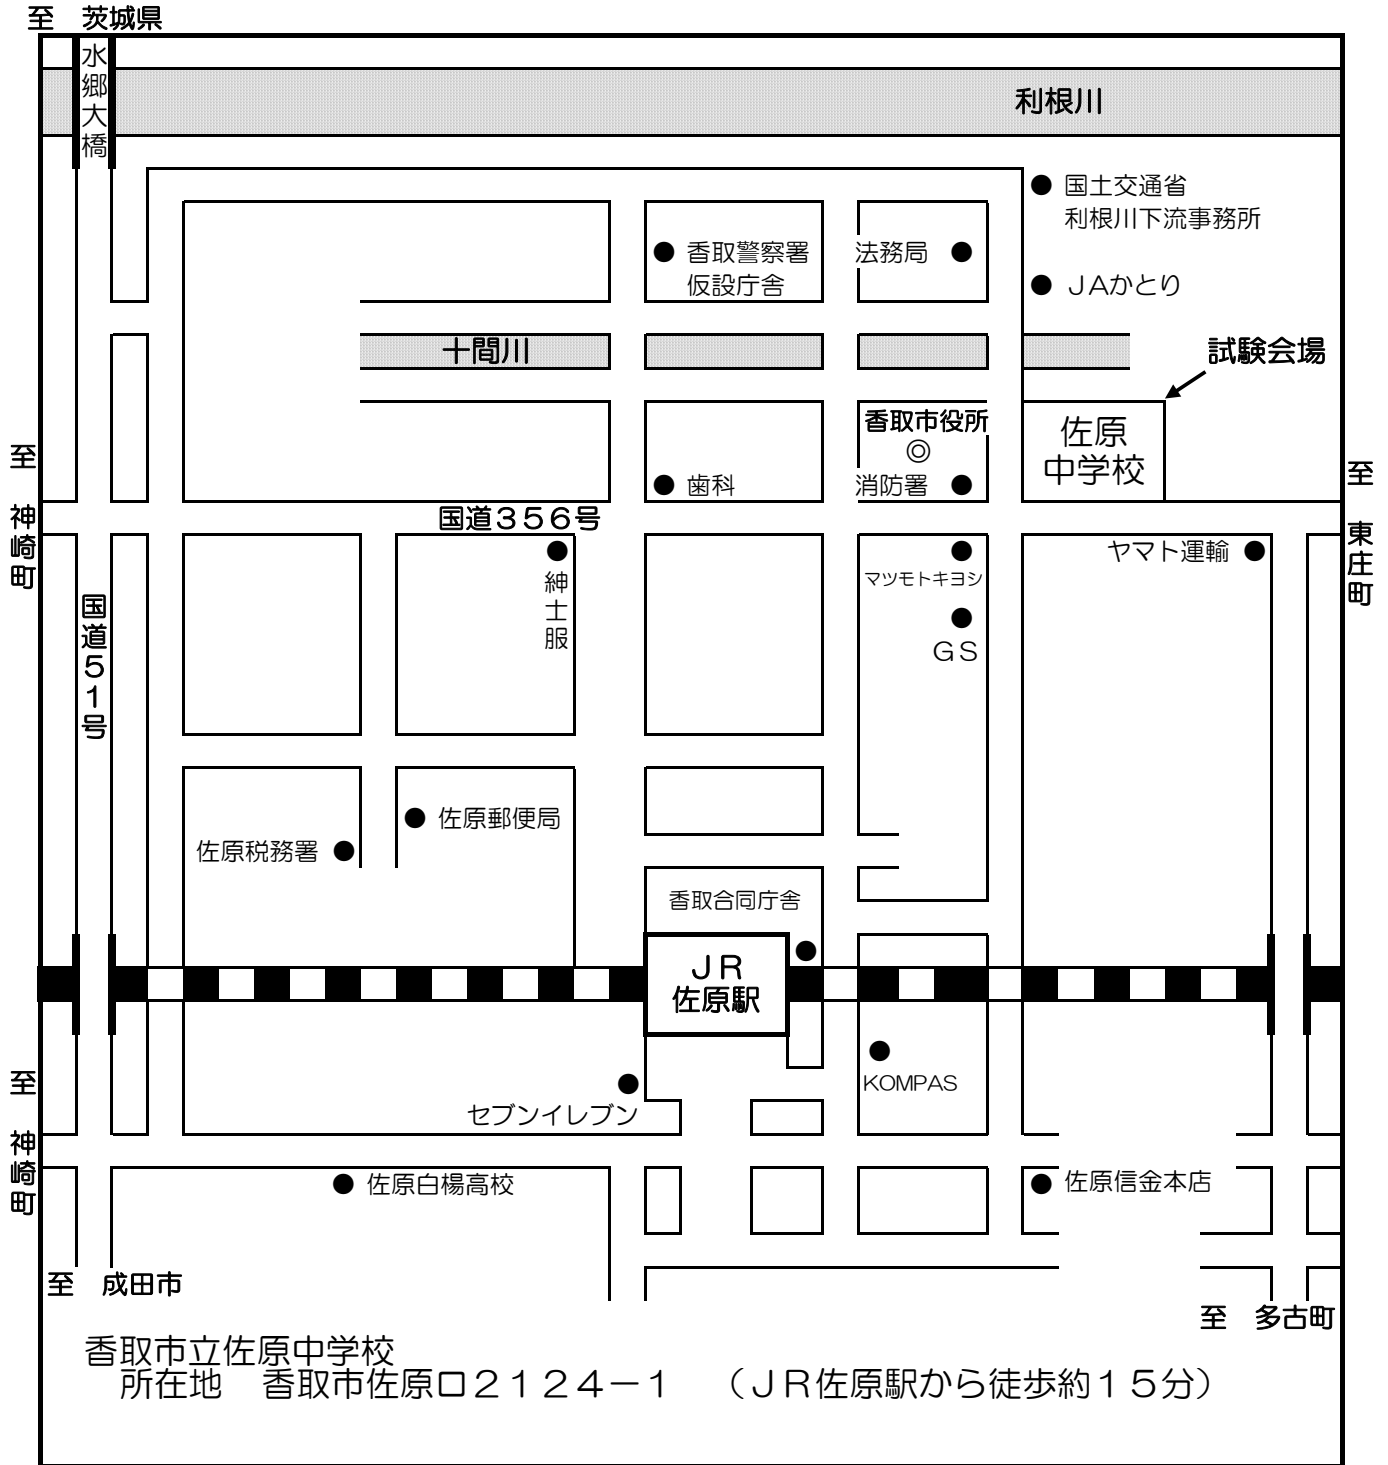 至　茨城県
水郷大橋
利根川
国土交通省
利根川下流事務所
香取警察署
仮設庁舎
法務局
ＪＡかとり
十間川
試験会場
香取市役所
◎
佐原
中学校
至　神崎町
歯科
消防署
至　東庄町
国道３５６号
紳士服
マツモトキヨシ
ヤマト運輸
国道５１号
ＧＳ
佐原郵便局
佐原税務署
香取合同庁舎
ＪＲ
佐原駅
KOMPAS
至　神崎町
セブンイレブン
佐原白楊高校
佐原信金本店
至　成田市
至　多古町
香取市立佐原中学校
所在地　香取市佐原ロ２１２４－１　（ＪＲ佐原駅から徒歩約１５分）